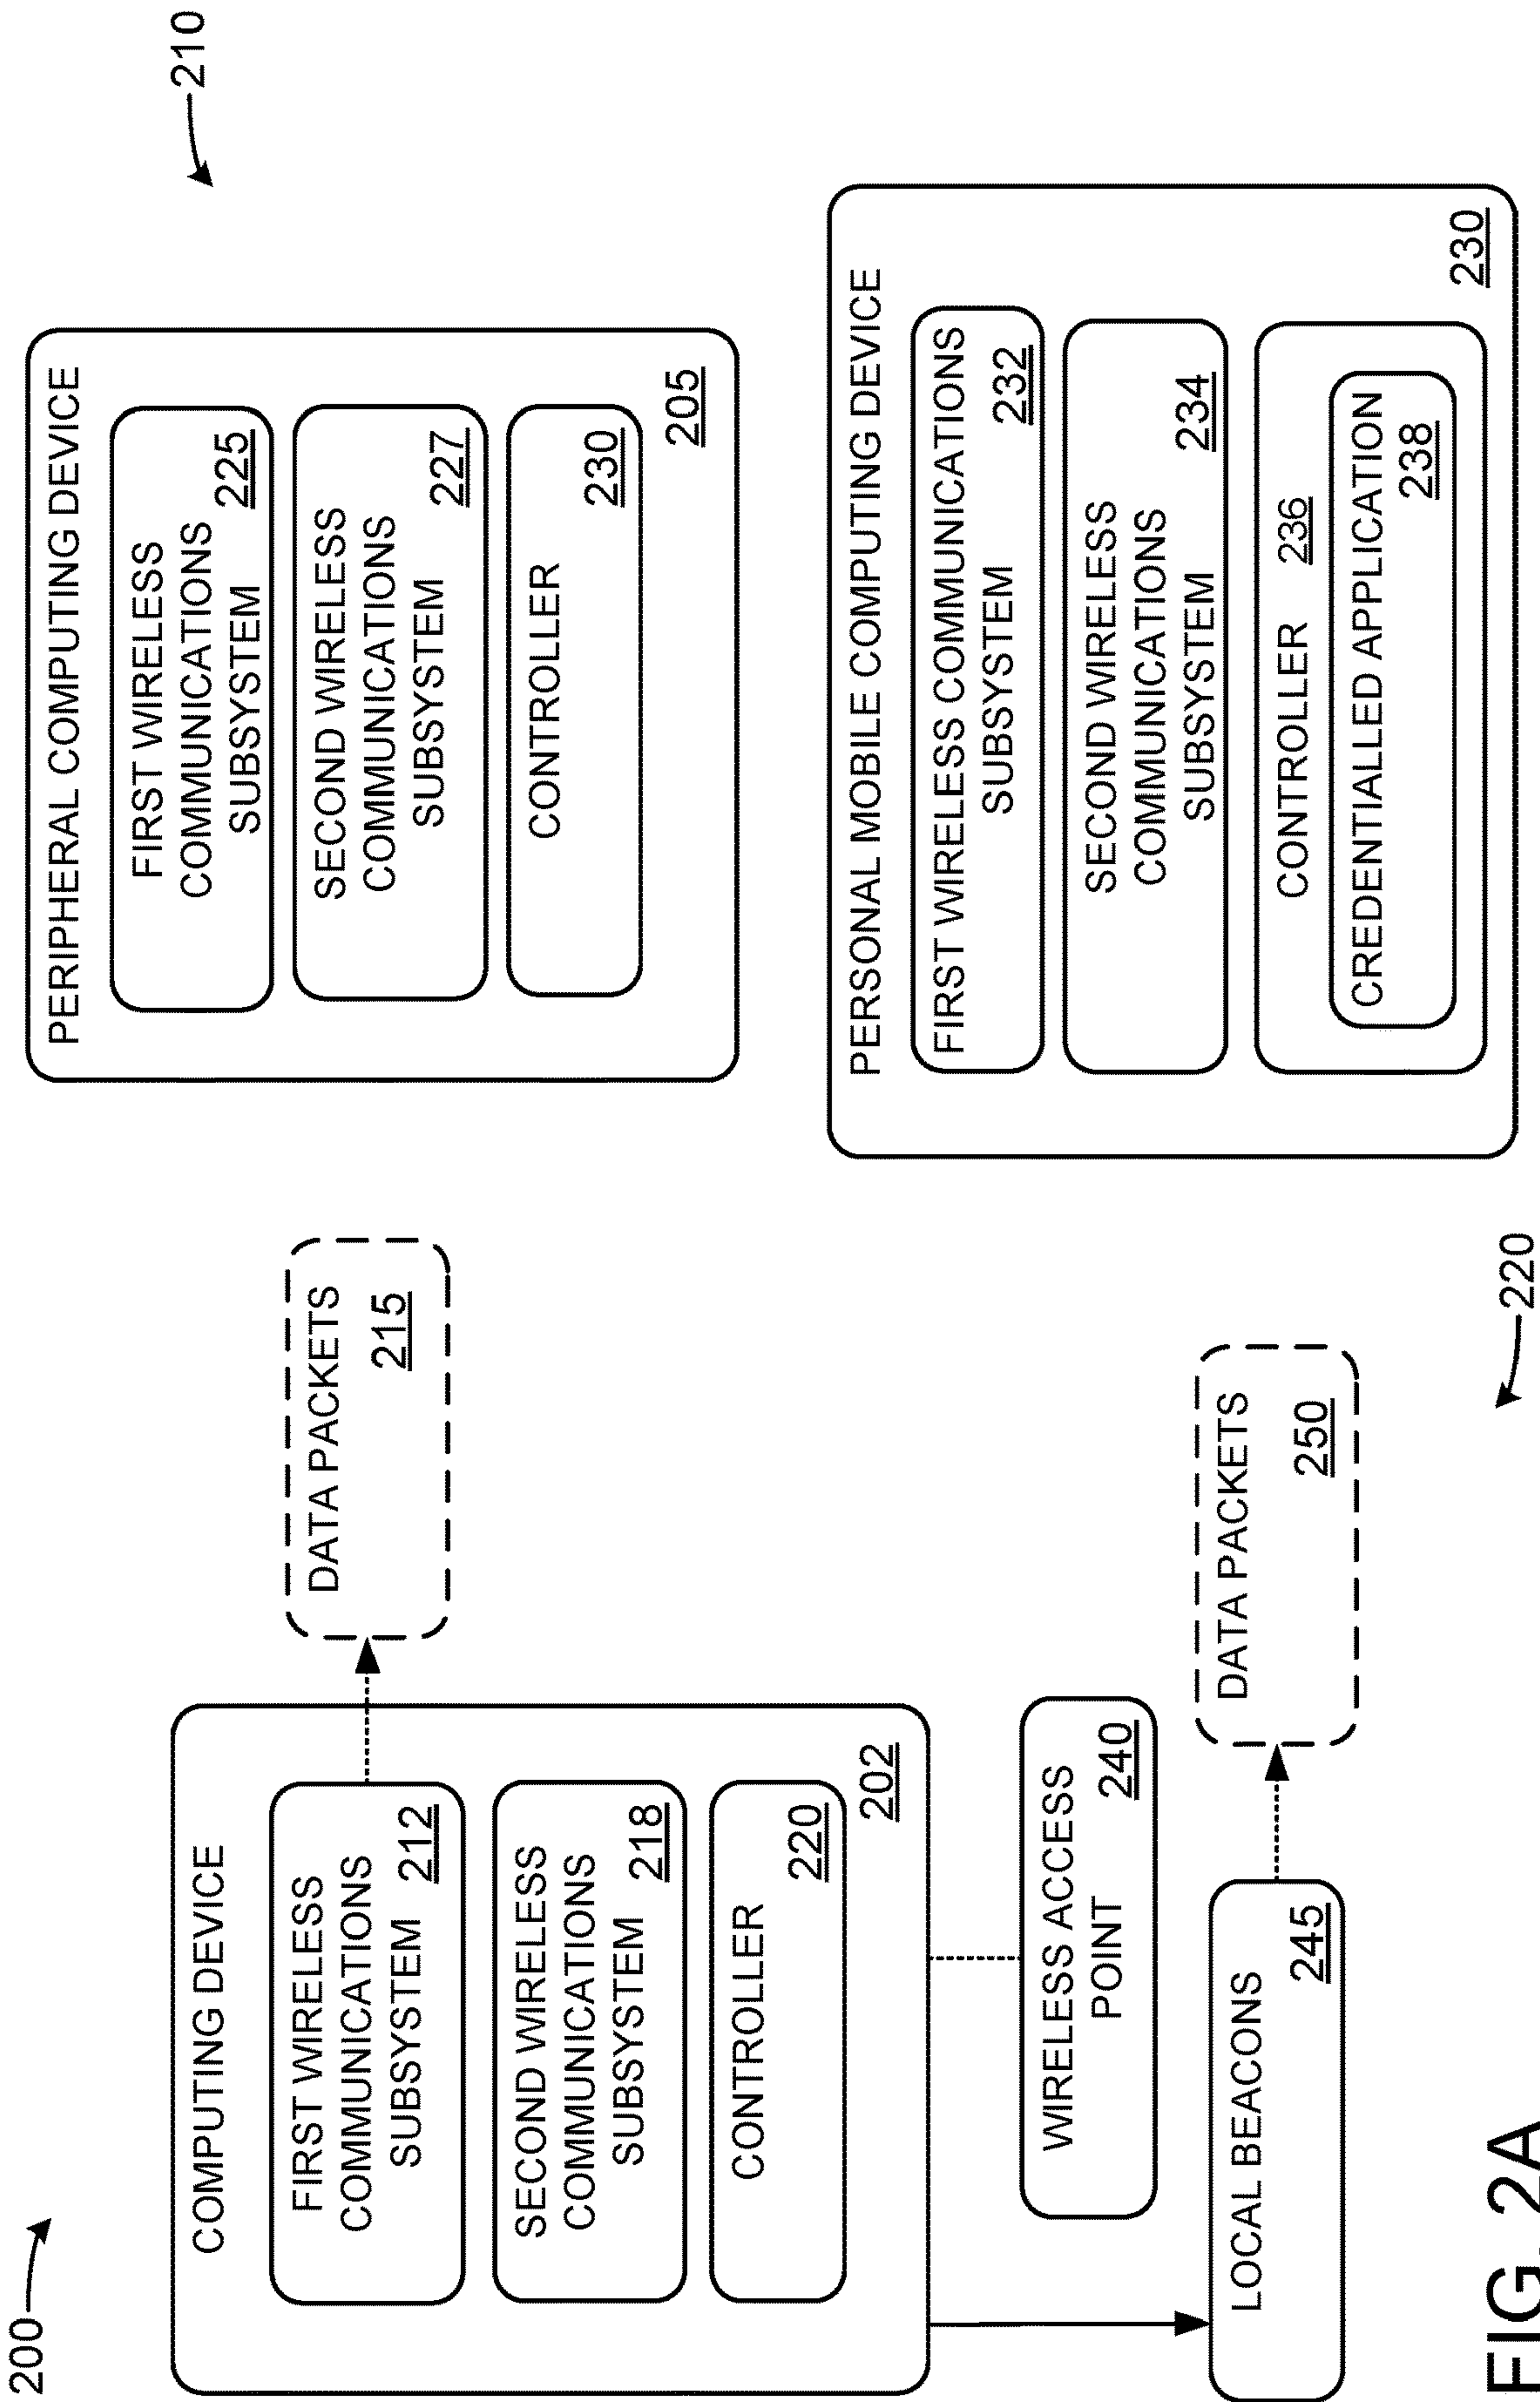 200
COMPUTING DEVICE
FIRST WIRELESS
COMMUNICATIONS
SUBSYSTEM 212
SECOND WIRELESS
COMMUNICATIONS
SUBSYSTEM 218
CONTROLLER
220
202
DATA PACKETS
215
WIRELESS ACCESS
POINT 240
LOCAL BEACONS
245
DATA PACKETS
250
220
210
PERIPHERAL COMPUTING DEVICE
FIRST WIRELESS
COMMUNICATIONS
SUBSYSTEM 225
SECOND WIRELESS
COMMUNICATIONS
SUBSYSTEM 227
CONTROLLER
230
205
PERSONAL MOBILE COMPUTING DEVICE
FIRST WIRELESS COMMUNICATIONS
SUBSYSTEM 232
SECOND WIRELESS
COMMUNICATIONS
SUBSYSTEM 234
CONTROLLER 236
CREDENTIALLED APPLICATION
238
230
FIG. 2A